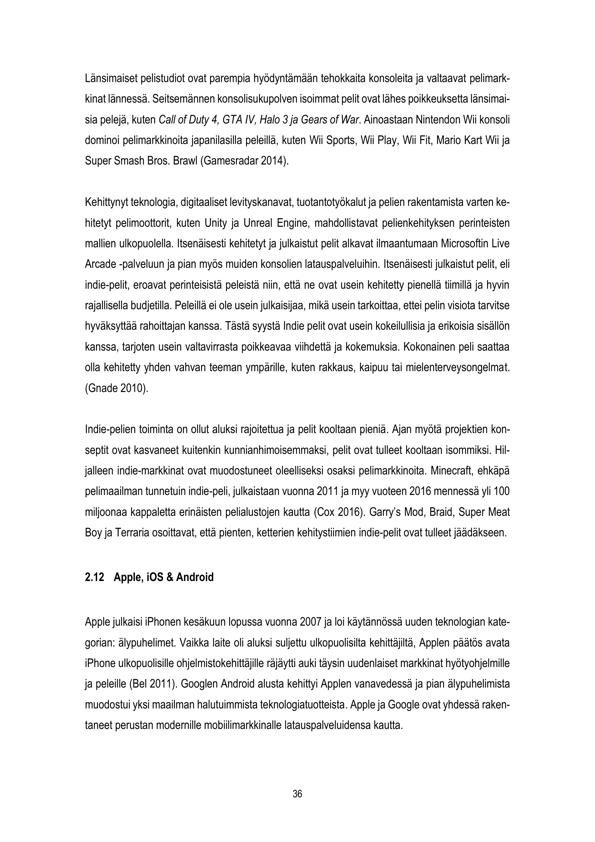 Länsimaiset pelistudiot ovat parempia hyödyntämään tehokkaita konsoleita ja valtaavat pelimark-
kinat lännessä. Seitsemännen konsolisukupolven isoimmat pelit ovat lähes poikkeuksetta länsimai-
sia pelejä, kuten Call of Duty 4, GTA IV, Halo 3 ja Gears of War. Ainoastaan Nintendon Wii konsoli
dominoi pelimarkkinoita japanilasilla peleillä, kuten Wii Sports, Wii Play, Wii Fit, Mario Kart Wii ja
Super Smash Bros. Brawl (Gamesradar 2014).
Kehittynyt teknologia, digitaaliset levityskanavat, tuotantotyökalut ja pelien rakentamista varten ke-
hitetyt pelimoottorit, kuten Unity ja Unreal Engine, mahdollistavat pelienkehityksen perinteisten
mallien ulkopuolella. Itsenäisesti kehitetyt ja julkaistut pelit alkavat ilmaantumaan Microsoftin Live
Arcade -palveluun ja pian myös muiden konsolien latauspalveluihin. Itsenäisesti julkaistut pelit, eli
indie-pelit, eroavat perinteisistä peleistä niin, että ne ovat usein kehitetty pienellä tiimillä ja hyvin
rajallisella budjetilla. Peleillä ei ole usein julkaisijaa, mikä usein tarkoittaa, ettei pelin visiota tarvitse
hyväksyttää rahoittajan kanssa. Tästä syystä Indie pelit ovat usein kokeilullisia ja erikoisia sisällön
kanssa, tarjoten usein valtavirrasta poikkeavaa viihdettä ja kokemuksia. Kokonainen peli saattaa
olla kehitetty yhden vahvan teeman ympärille, kuten rakkaus, kaipuu tai mielenterveysongelmat.
(Gnade 2010).
Indie-pelien toiminta on ollut aluksi rajoitettua ja pelit kooltaan pieniä. Ajan myötä projektien kon-
septit ovat kasvaneet kuitenkin kunnianhimoisemmaksi, pelit ovat tulleet kooltaan isommiksi. Hil-
jalleen indie-markkinat ovat muodostuneet oleelliseksi osaksi pelimarkkinoita. Minecraft, ehkäpä
pelimaailman tunnetuin indie-peli, julkaistaan vuonna 2011 ja myy vuoteen 2016 mennessä yli 100
miljoonaa kappaletta erinäisten pelialustojen kautta (Cox 2016). Garry’s Mod, Braid, Super Meat
Boy ja Terraria osoittavat, että pienten, ketterien kehitystiimien indie-pelit ovat tulleet jäädäkseen.
2.12 Apple, iOS & Android
Apple julkaisi iPhonen kesäkuun lopussa vuonna 2007 ja loi käytännössä uuden teknologian kate-
gorian: älypuhelimet. Vaikka laite oli aluksi suljettu ulkopuolisilta kehittäjiltä, Applen päätös avata
iPhone ulkopuolisille ohjelmistokehittäjille räjäytti auki täysin uudenlaiset markkinat hyötyohjelmille
ja peleille (Bel 2011). Googlen Android alusta kehittyi Applen vanavedessä ja pian älypuhelimista
muodostui yksi maailman halutuimmista teknologiatuotteista. Apple ja Google ovat yhdessä raken-
taneet perustan modernille mobiilimarkkinalle latauspalveluidensa kautta.
36